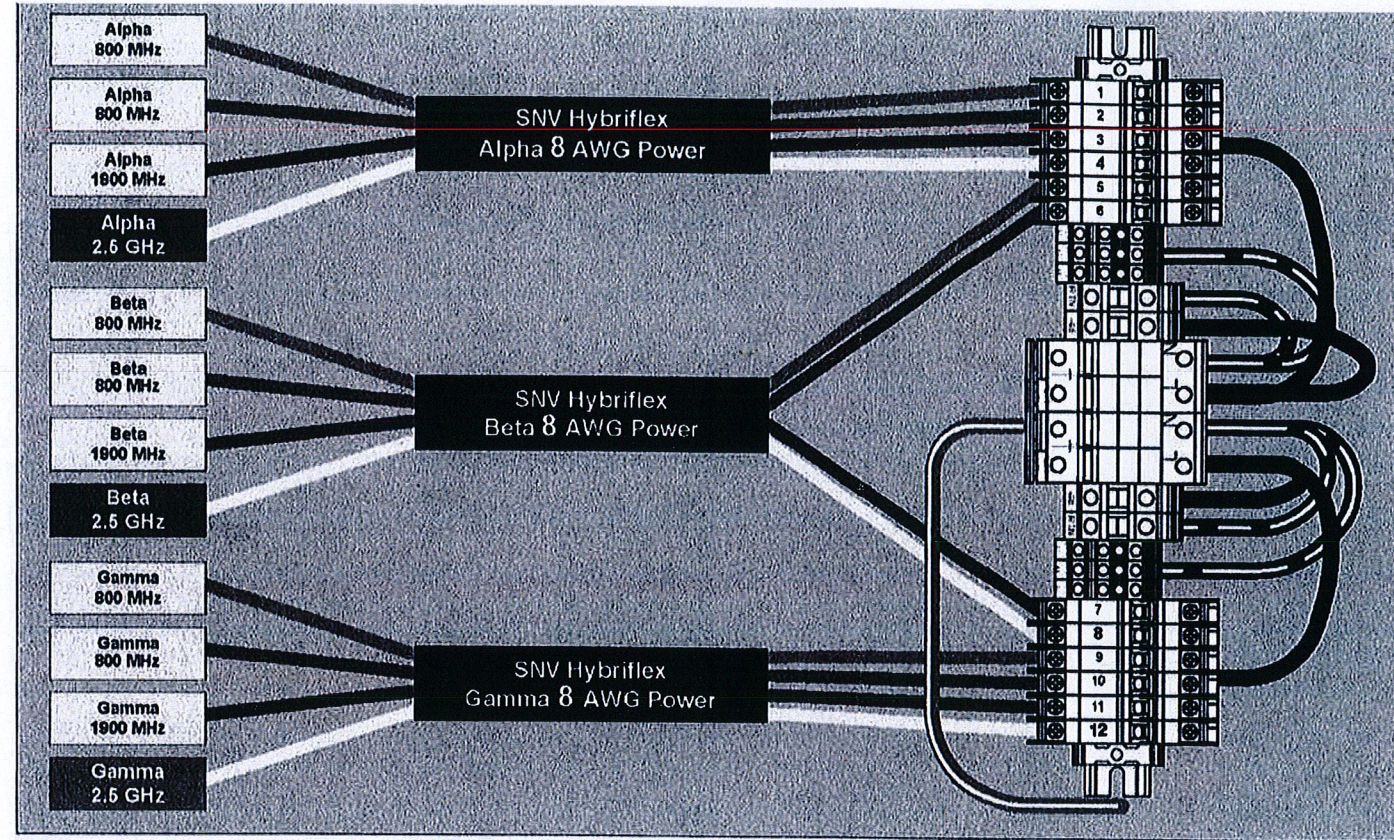 Alpha
800 MHz
Alpha
800 MHz
Alpha
1900 MHz
Alpha
2.5 GHz
Beta
800 MHz
Beta
800 MHz
Beta
1900 MHz
Beta
2.5 GHz
Gamma
800 MHz
Gamma
800 MHz
Gamma
1900 MHz
Gamma
2.5 GHz
SNV Hybriflex
Alpha 8 AWG Power
SNV Hybriflex
Beta 8 AWG Power
SNV Hybriflex
Gamma 8 AWG Power
1
2
3
4
5
6
7
8
9
10
11
12